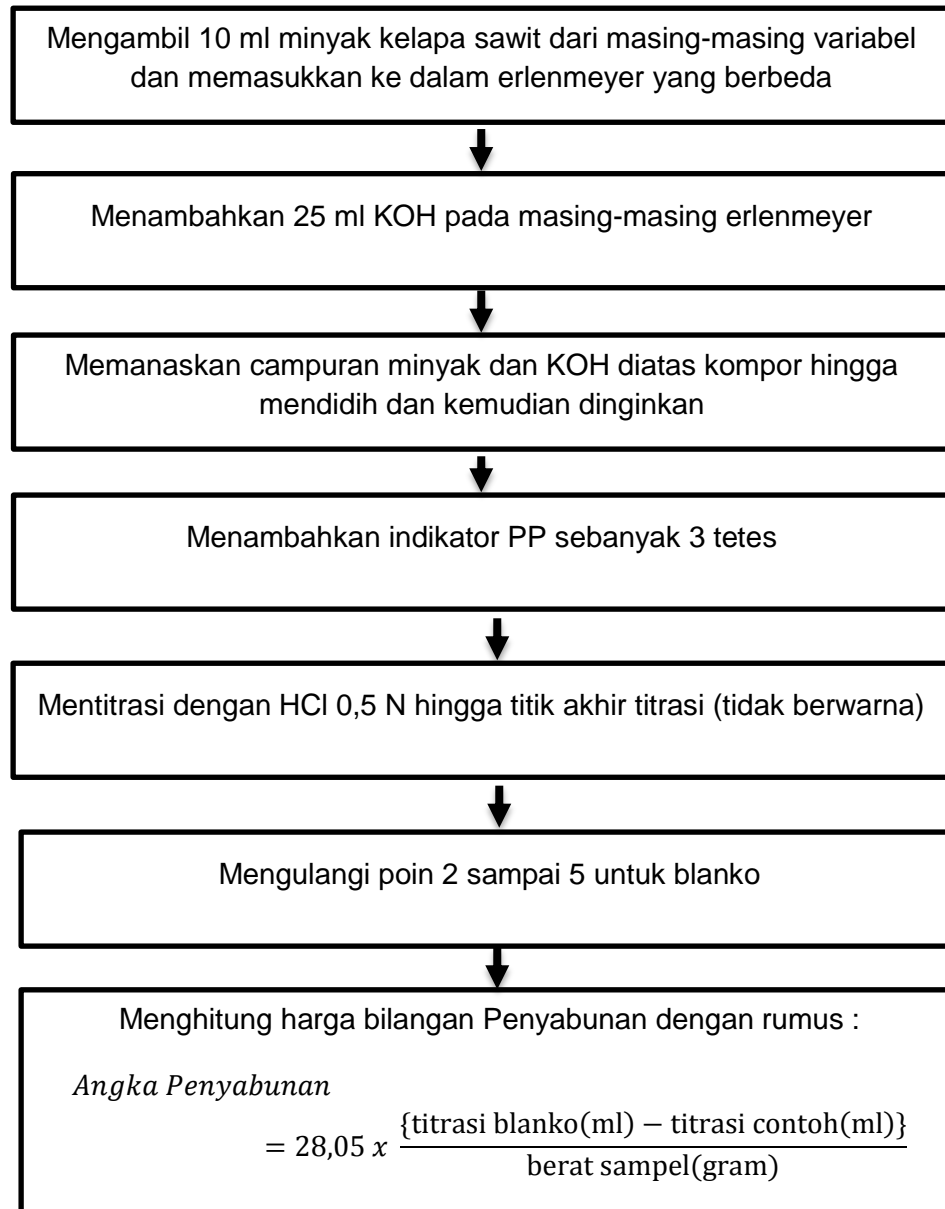 Mengambil 10 ml minyak kelapa sawit dari masing-masing variabel
dan memasukkan ke dalam erlenmeyer yang berbeda
Menambahkan 25 ml KOH pada masing-masing erlenmeyer
Memanaskan campuran minyak dan KOH diatas kompor hingga
mendidih dan kemudian dinginkan
Menambahkan indikator PP sebanyak 3 tetes
Mentitrasi dengan HCl 0,5 N hingga titik akhir titrasi (tidak berwarna)
Mengulangi poin 2 sampai 5 untuk blanko
Menghitung harga bilangan Penyabunan dengan rumus :
Angka Penyabunan
= 28,05 x {titrasi blanko(ml) − titrasi contoh(ml)}
berat sampel(gram)